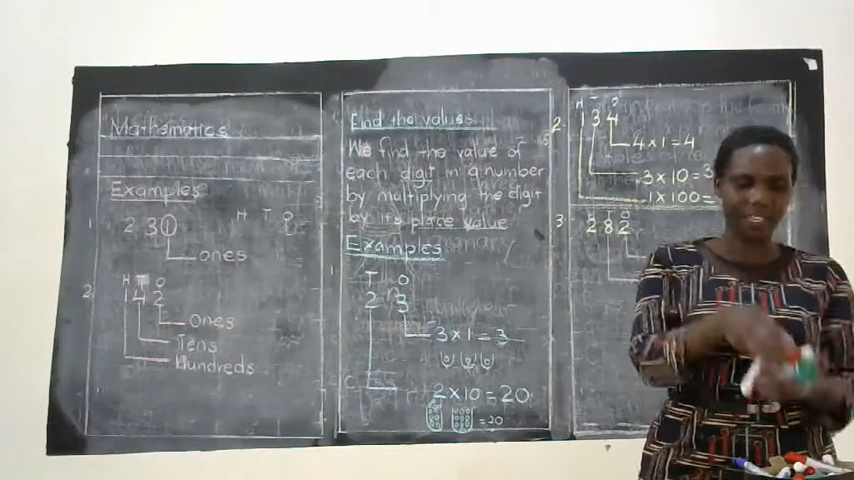 Mathematics
Examples
H T O
2 3 0
ones
2 H T O
1 4 2
Ones
Tens
Hundreds
Find the values
We find the value of
each digit in a number
by multiplying the digit
by it's place value
Examples
T O
2 3
3 x 1 = 3
2 x 10 = 20
= 20
H T O
2. 1 3 4
4 x 1 = 4
3 x 10 = 3
1 x 100 =
3. H T O
2 8 2